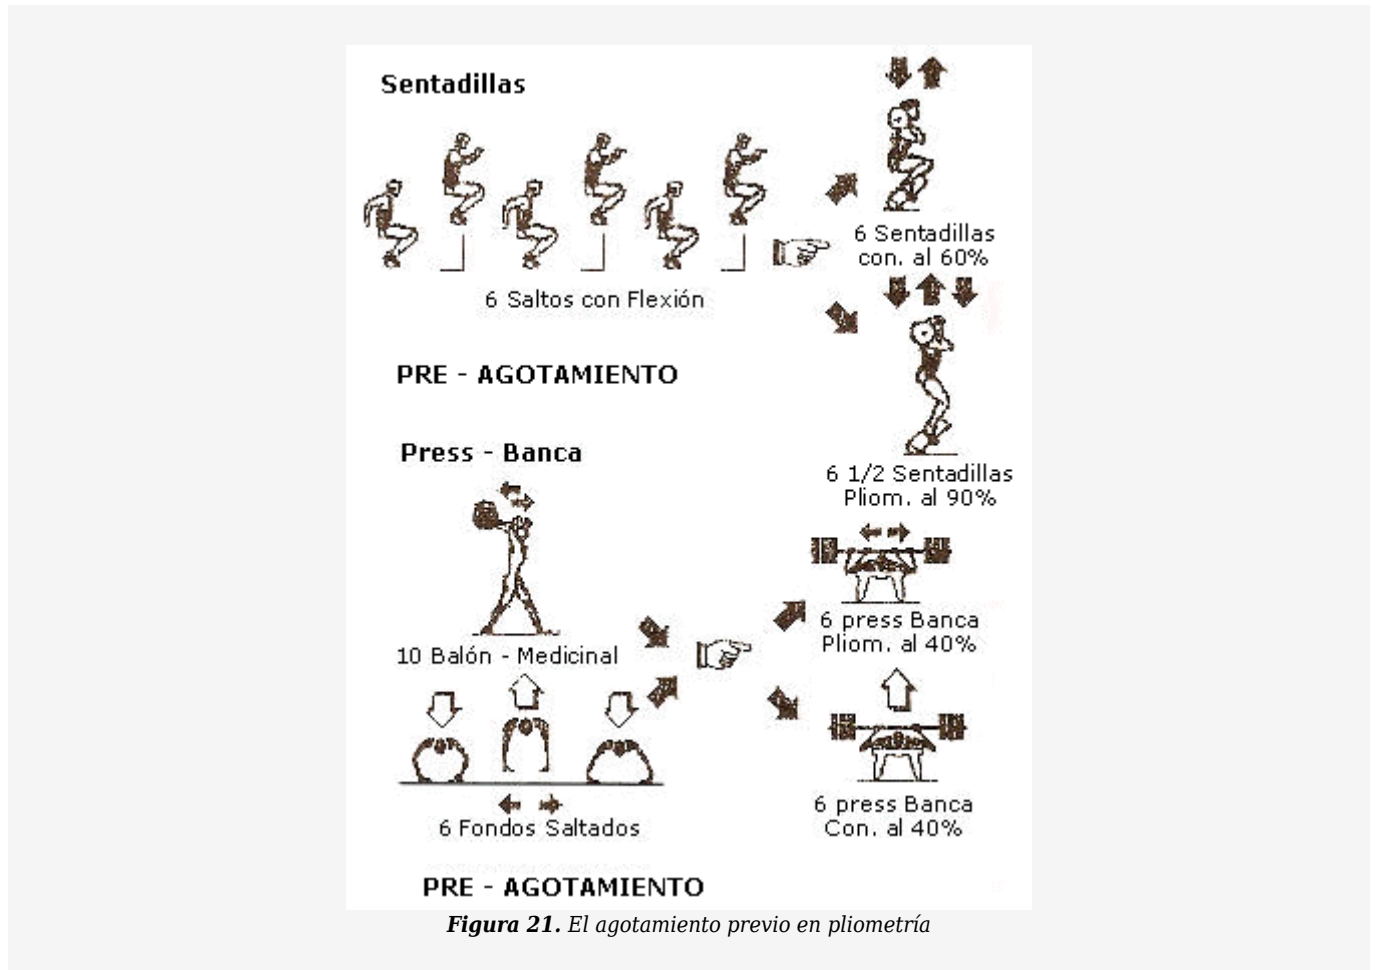 Sentadillas
6 Saltos con Flexión
6 Sentadillas
con. al 60%
PRE - AGOTAMIENTO
6 1/2 Sentadillas
Pliom. al 90%
Press - Banca
10 Balón - Medicinal
6 press Banca
Pliom. al 40%
6 Fondos Saltados
6 press Banca
Con. al 40%
PRE - AGOTAMIENTO
Figura 21. El agotamiento previo en pliometría